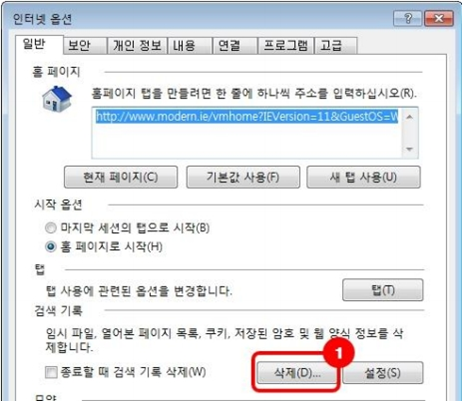 인터넷 옵션
일반 보안 개인 정보 내용 연결 프로그램 고급
홈 페이지
홈페이지 탭을 만들려면 한 줄에 하나씩 주소를 입력하십시오(R).
http://www.modern.ie/vmhome?IEVersion=11&GuestOS=W
현재 페이지(C) 기본값 사용(F) 새 탭 사용(U)
시작 옵션
마지막 세션의 탭으로 시작(B)
홈 페이지로 시작(H)
탭
탭 사용에 관련된 옵션을 변경합니다. 탭(T)
검색 기록
임시 파일, 열어본 페이지 목록, 쿠키, 저장된 암호 및 웹 양식 정보를 삭
제합니다.
1
종료할 때 검색 기록 삭제(W) 삭제(D)... 설정(S)
모양